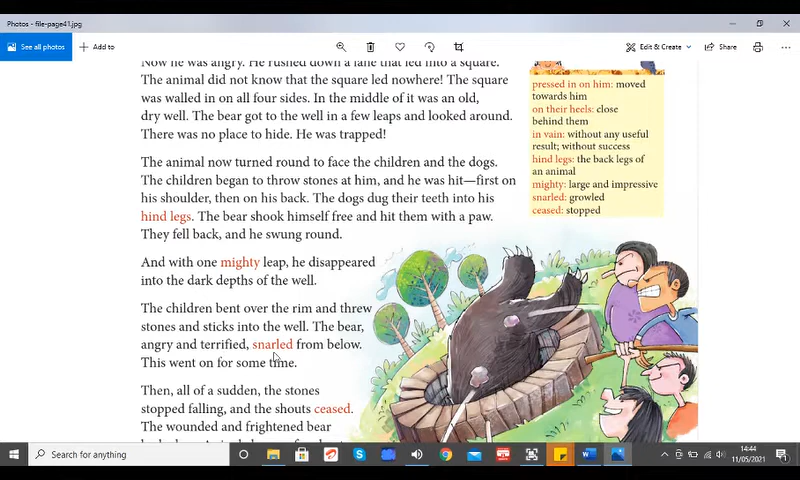 Photos - file-page41.jpg
See all photos
Add to
Edit & Create
Share
Now he was angry. He rushed down a lane that led into a square.
The animal did not know that the square led nowhere! The square
was walled in on all four sides. In the middle of it was an old,
dry well. The bear got to the well in a few leaps and looked around.
There was no place to hide. He was trapped!
The animal now turned round to face the children and the dogs.
The children began to throw stones at him, and he was hit—first on
his shoulder, then on his back. The dogs dug their teeth into his
hind legs. The bear shook himself free and hit them with a paw.
They fell back, and he swung round.
And with one mighty leap, he disappeared
into the dark depths of the well.
The children bent over the rim and threw
stones and sticks into the well. The bear,
angry and terrified, snarled from below.
This went on for some time.
Then, all of a sudden, the stones
stopped falling, and the shouts ceased.
The wounded and frightened bear
pressed in on him: moved
towards him
on their heels: close
behind them
in vain: without any useful
result; without success
hind legs: the back legs of
an animal
mighty: large and impressive
snarled: growled
ceased: stopped
Search for anything
14:44
11/05/2021